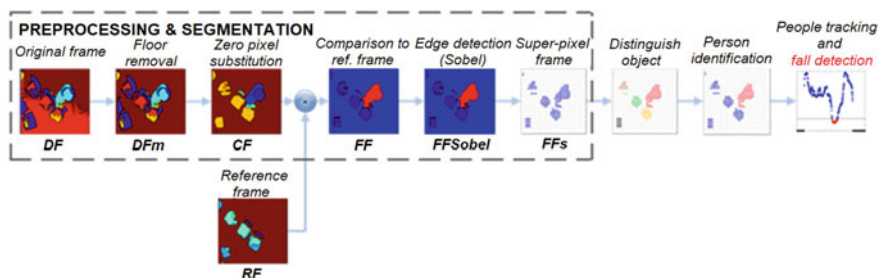 PREPROCESSING & SEGMENTATION
Original frame
Floor removal
Zero pixel substitution
Comparison to ref. frame
Edge detection (Sobel)
Super-pixel frame
Distinguish object
Person identification
People tracking and fall detection
DF
DFm
CF
FF
FFSobel
FFs
Reference frame
RF